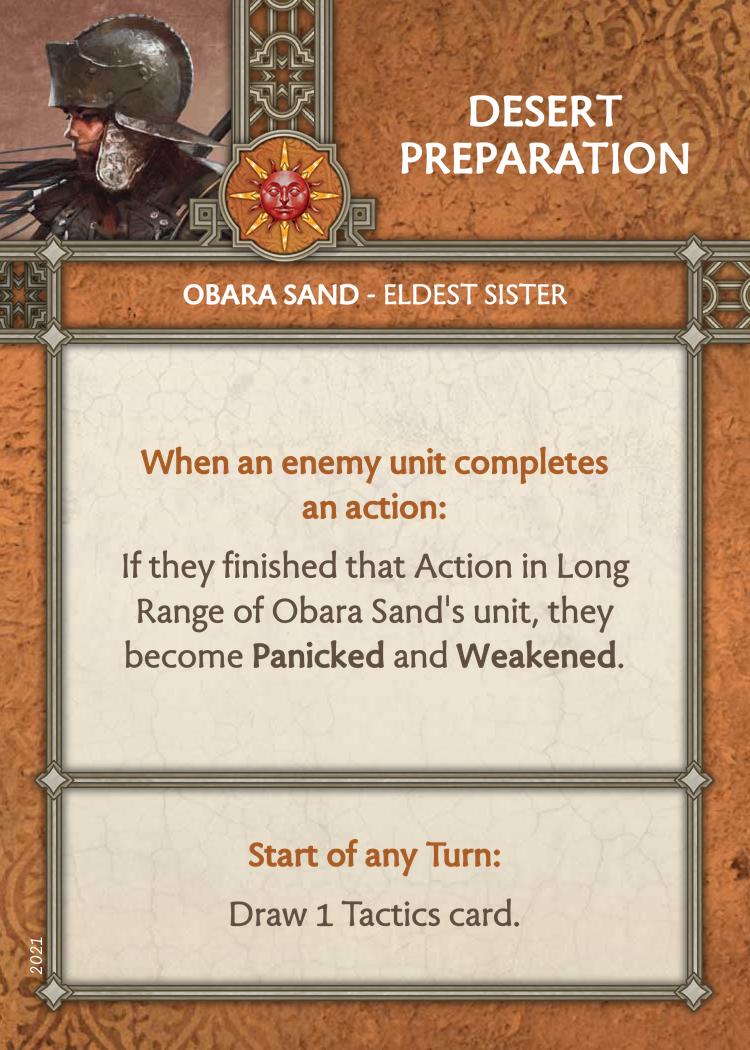 DESERT
PREPARATION
OBARA SAND - ELDEST SISTER
When an enemy unit completes
an action:
If they finished that Action in Long
Range of Obara Sand's unit, they
become Panicked and Weakened.
Start of any Turn:
Draw 1 Tactics card.
2021